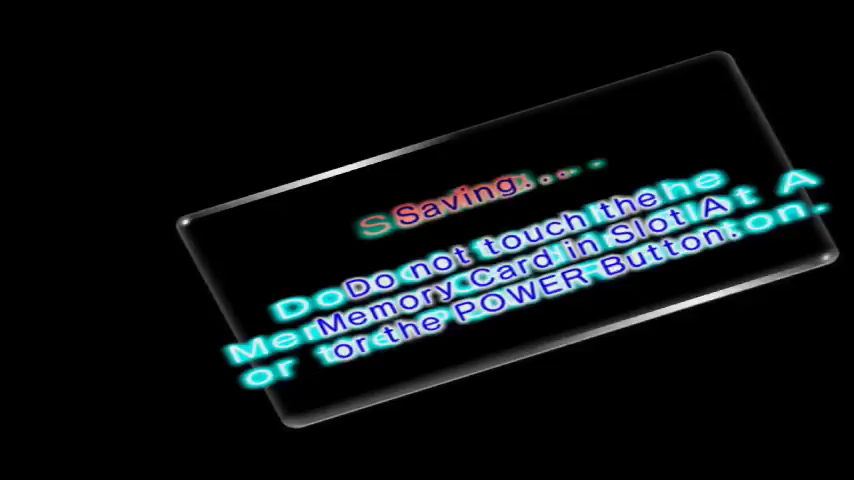 Saving...
Do not touch the
Memory Card in Slot A
or the POWER Button.